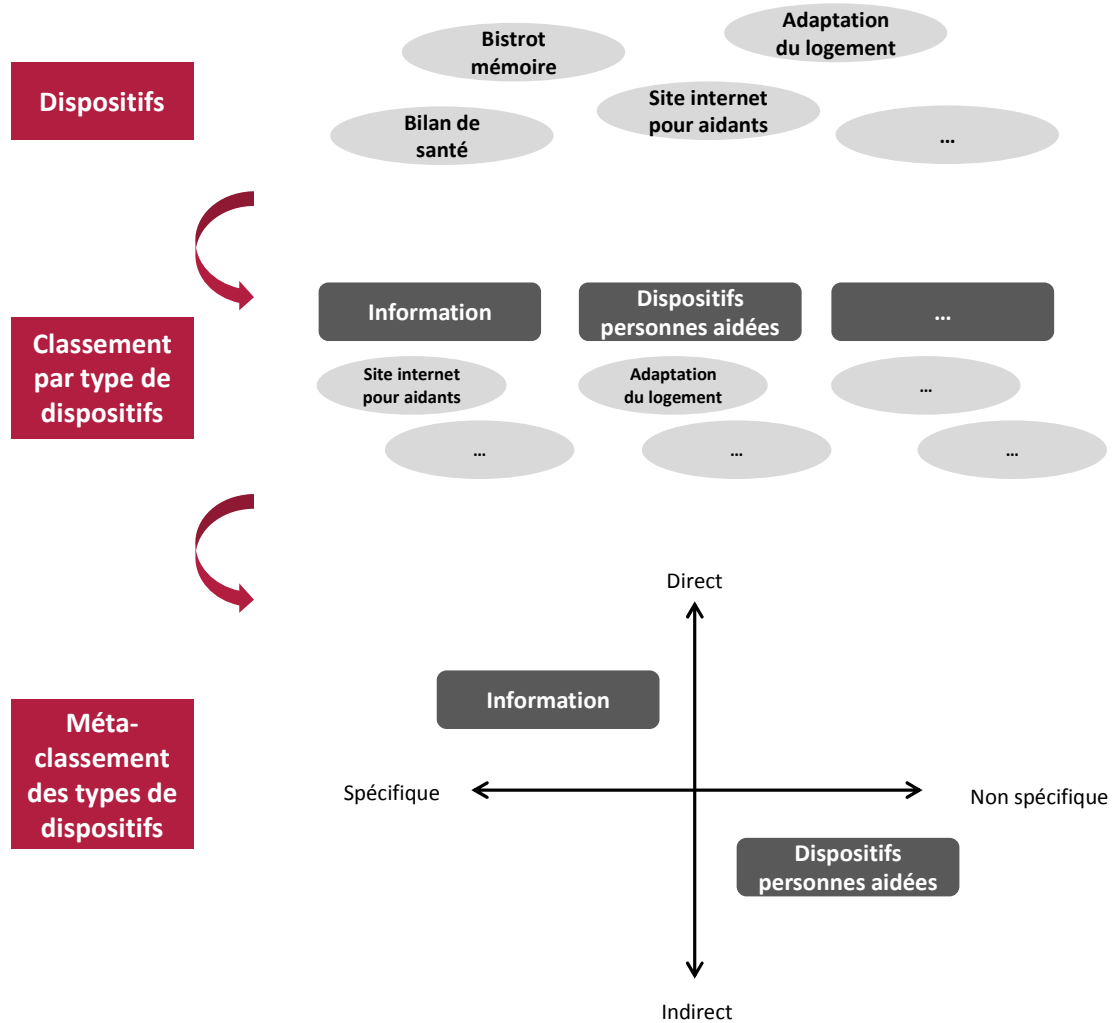 Dispositifs
Bistrot
mémoire
Adaptation
du logement
Bilan de
santé
Site internet
pour aidants
...
Classement
par type de
dispositifs
Information
Dispositifs
personnes aidées
...
Site internet
pour aidants
Adaptation
du logement
...
...
...
...
Méta-
classement
des types de
dispositifs
Direct
Information
Spécifique
Non spécifique
Dispositifs
personnes aidées
Indirect